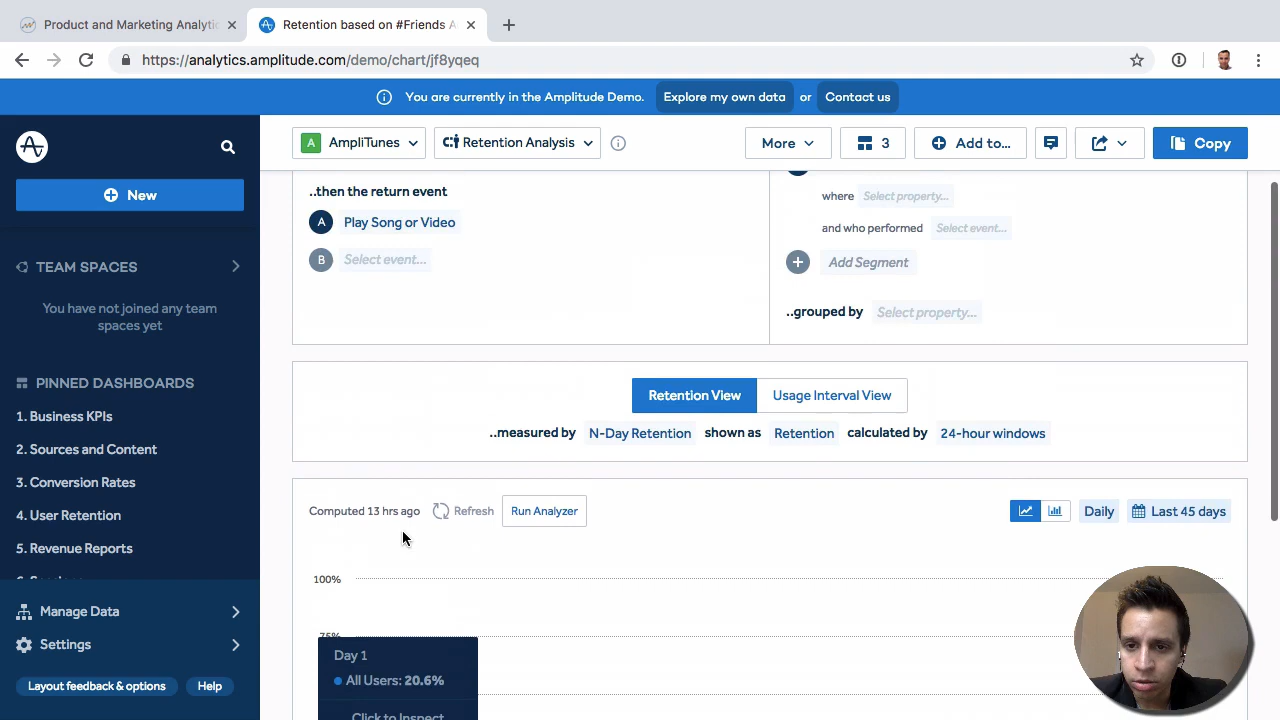 Product and Marketing Analytic
Retention based on #Friends A
https://analytics.amplitude.com/demo/chart/jf8yqeq
You are currently in the Amplitude Demo. Explore my own data or Contact us
A AmpliTunes Retention Analysis More 3 Add to... Copy
New
TEAM SPACES
You have not joined any team
spaces yet
PINNED DASHBOARDS
1. Business KPIs
2. Sources and Content
3. Conversion Rates
4. User Retention
5. Revenue Reports
Manage Data
Settings
Layout feedback & options Help
..then the return event
A Play Song or Video
B Select event...
where Select property...
and who performed Select event...
Add Segment
..grouped by Select property...
Retention View Usage Interval View
..measured by N-Day Retention shown as Retention calculated by 24-hour windows
Computed 13 hrs ago Refresh Run Analyzer Daily Last 45 days
100%
75%
Day 1
All Users: 20.6%
Click to Inspect